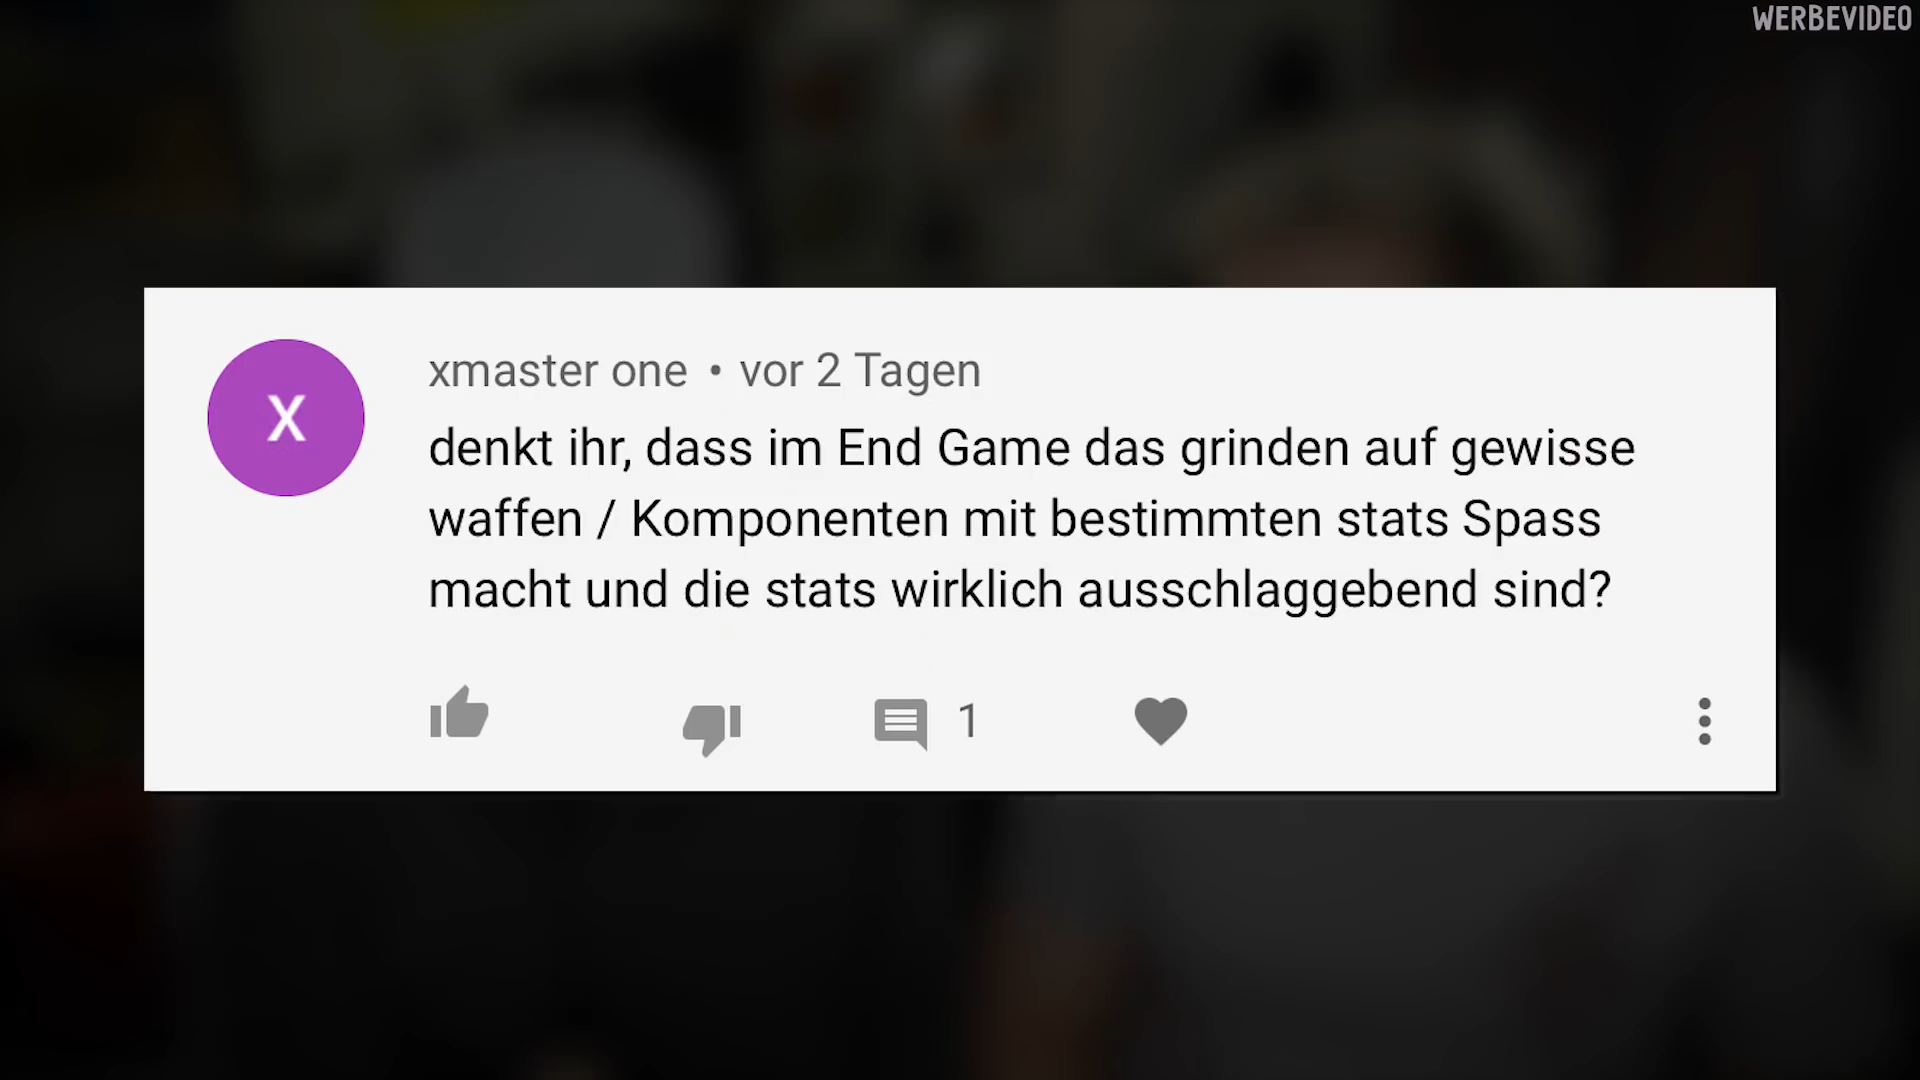 WERBEVIDEO
X
xmaster one • vor 2 Tagen
denkt ihr, dass im End Game das grinden auf gewisse
waffen / Komponenten mit bestimmten stats Spass
macht und die stats wirklich ausschlaggebend sind?
1